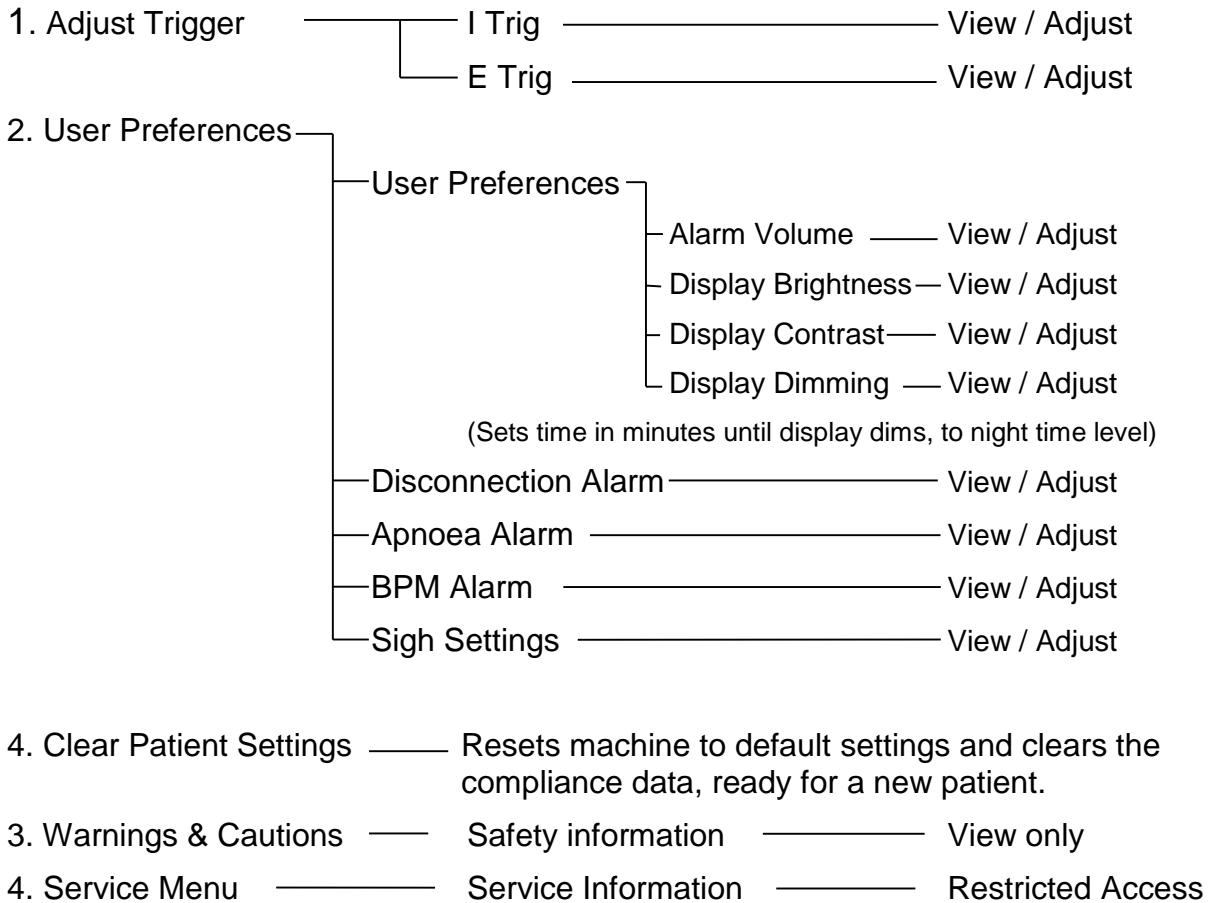 1. Adjust Trigger I Trig View / Adjust
E Trig View / Adjust
2. User Preferences
User Preferences
Alarm Volume View / Adjust
Display Brightness View / Adjust
Display Contrast View / Adjust
Display Dimming View / Adjust
(Sets time in minutes until display dims, to night time level)
Disconnection Alarm View / Adjust
Apnoea Alarm View / Adjust
BPM Alarm View / Adjust
Sigh Settings View / Adjust
4. Clear Patient Settings Resets machine to default settings and clears the
compliance data, ready for a new patient.
3. Warnings & Cautions Safety information View only
4. Service Menu Service Information Restricted Access